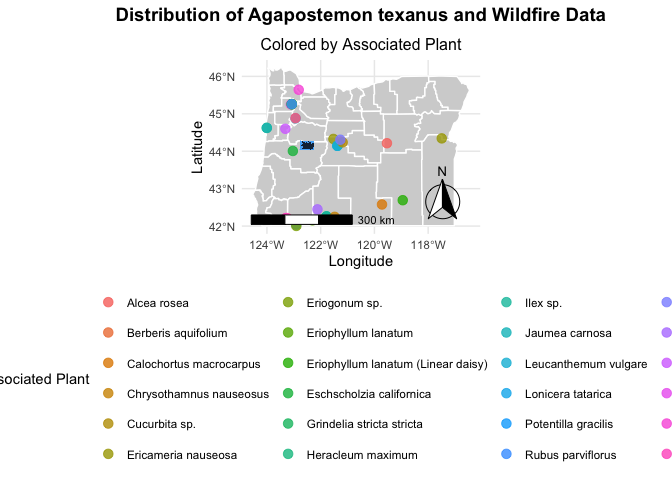 Distribution of Agapostemon texanus and Wildfire Data
Colored by Associated Plant
46°N
45°N
44°N
43°N
42°N
Latitude
N
300 km
124°W 122°W 120°W 118°W
Longitude
sociated Plant
Alcea rosea
Berberis aquifolium
Calochortus macrocarpus
Chrysothamnus nauseosus
Cucurbita sp.
Ericameria nauseosa
Eriogonum sp.
Eriophyllum lanatum
Eriophyllum lanatum (Linear daisy)
Eschscholzia californica
Grindelia stricta stricta
Heracleum maximum
Ilex sp.
Jaumea carnosa
Leucanthemum vulgare
Lonicera tatarica
Potentilla gracilis
Rubus parviflorus